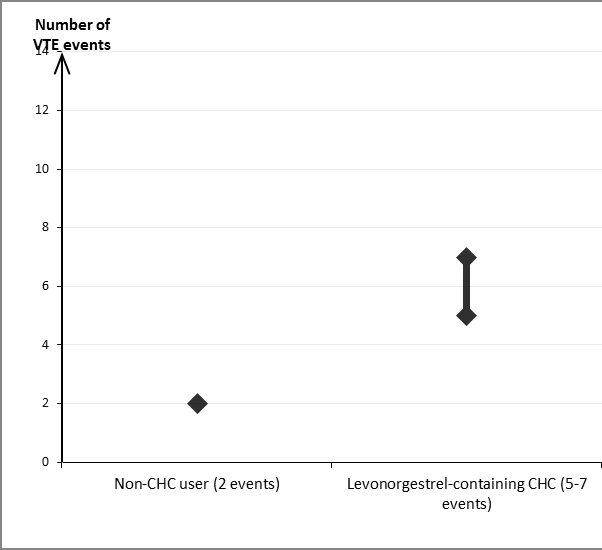 Number of
VTE events
14
12
10
8
6
4
2
0
Non-CHC user (2 events)
Levonorgestrel-containing CHC (5-7
events)